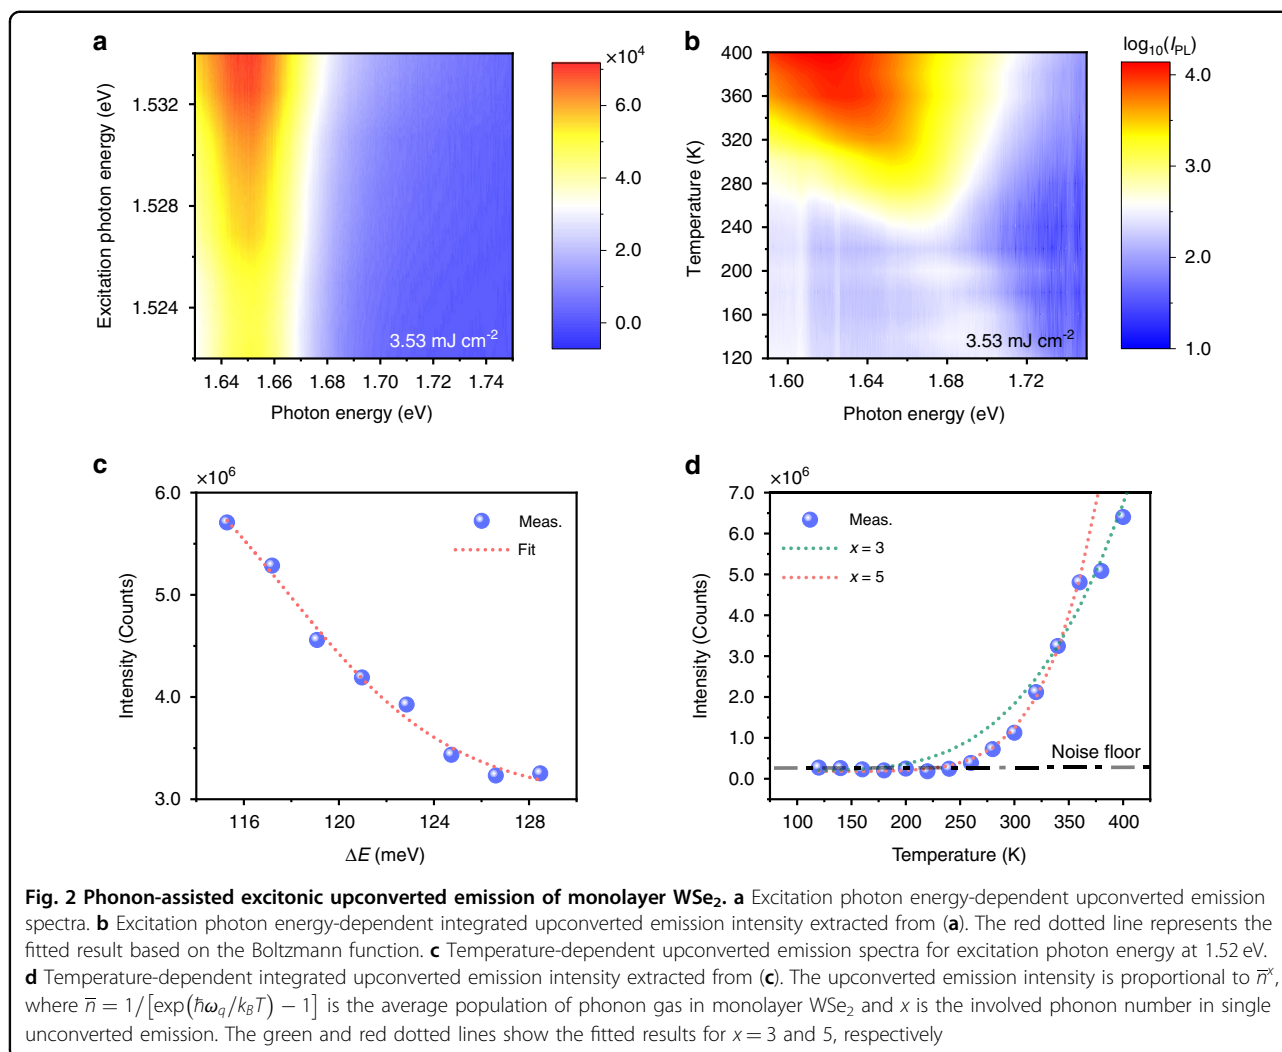 a
Excitation photon energy (eV)
1.532
1.528
1.524
3.53 mJ cm⁻²
1.64 1.66 1.68 1.70 1.72 1.74
Photon energy (eV)
×10⁴
6.0
4.0
2.0
0.0
b
Temperature (K)
400
360
320
280
240
200
160
120
3.53 mJ cm⁻²
1.60 1.64 1.68 1.72
Photon energy (eV)
log₁₀(I_PL)
4.0
3.0
2.0
1.0
c
×10⁶
Intensity (Counts)
6.0
5.0
4.0
3.0
Meas.
Fit
116 120 124 128
ΔE (meV)
d
×10⁶
Intensity (Counts)
7.0
6.0
5.0
4.0
3.0
2.0
1.0
0.0
Meas.
x = 3
x = 5
Noise floor
100 150 200 250 300 350 400
Temperature (K)
Fig. 2 Phonon-assisted excitonic upconverted emission of monolayer WSe₂. a Excitation photon energy-dependent upconverted emission
spectra. b Excitation photon energy-dependent integrated upconverted emission intensity extracted from (a). The red dotted line represents the
fitted result based on the Boltzmann function. c Temperature-dependent upconverted emission spectra for excitation photon energy at 1.52 eV.
d Temperature-dependent integrated upconverted emission intensity extracted from (c). The upconverted emission intensity is proportional to n̅ˣ,
where n̅ = 1/[exp(ℏω_q/k_BT) − 1] is the average population of phonon gas in monolayer WSe₂ and x is the involved phonon number in single
unconverted emission. The green and red dotted lines show the fitted results for x = 3 and 5, respectively